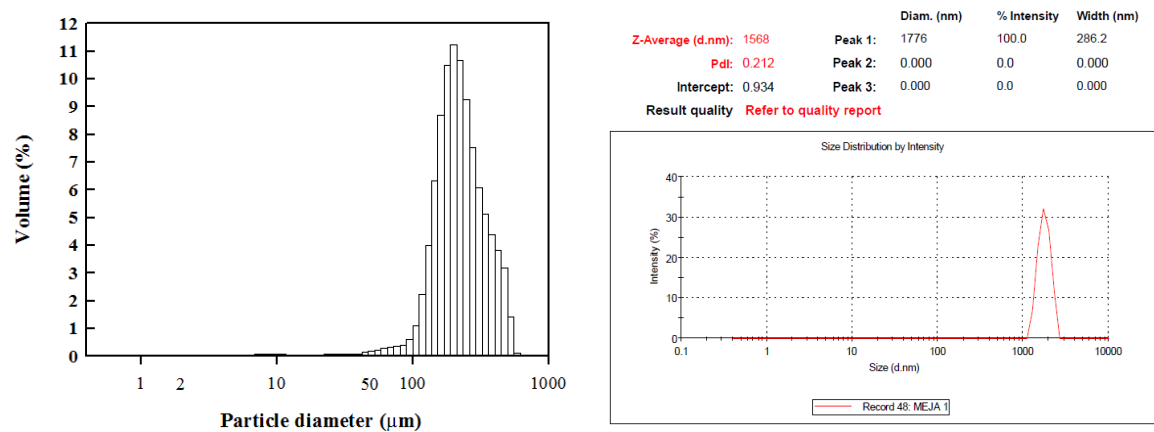 12
11
10
9
8
7
6
5
4
3
2
1
0
Volume (%)
1 2 10 50 100 1000
Particle diameter (μm)
Diam. (nm) % Intensity Width (nm)
Z-Average (d.nm): 1568 Peak 1: 1776 100.0 286.2
PdI: 0.212 Peak 2: 0.000 0.0 0.000
Intercept: 0.934 Peak 3: 0.000 0.0 0.000
Result quality Refer to quality report
Size Distribution by Intensity
40
30
20
10
0
Intensity (%)
0.1 1 10 100 1000 10000
Size (d.nm)
Record 48: MEJA 1